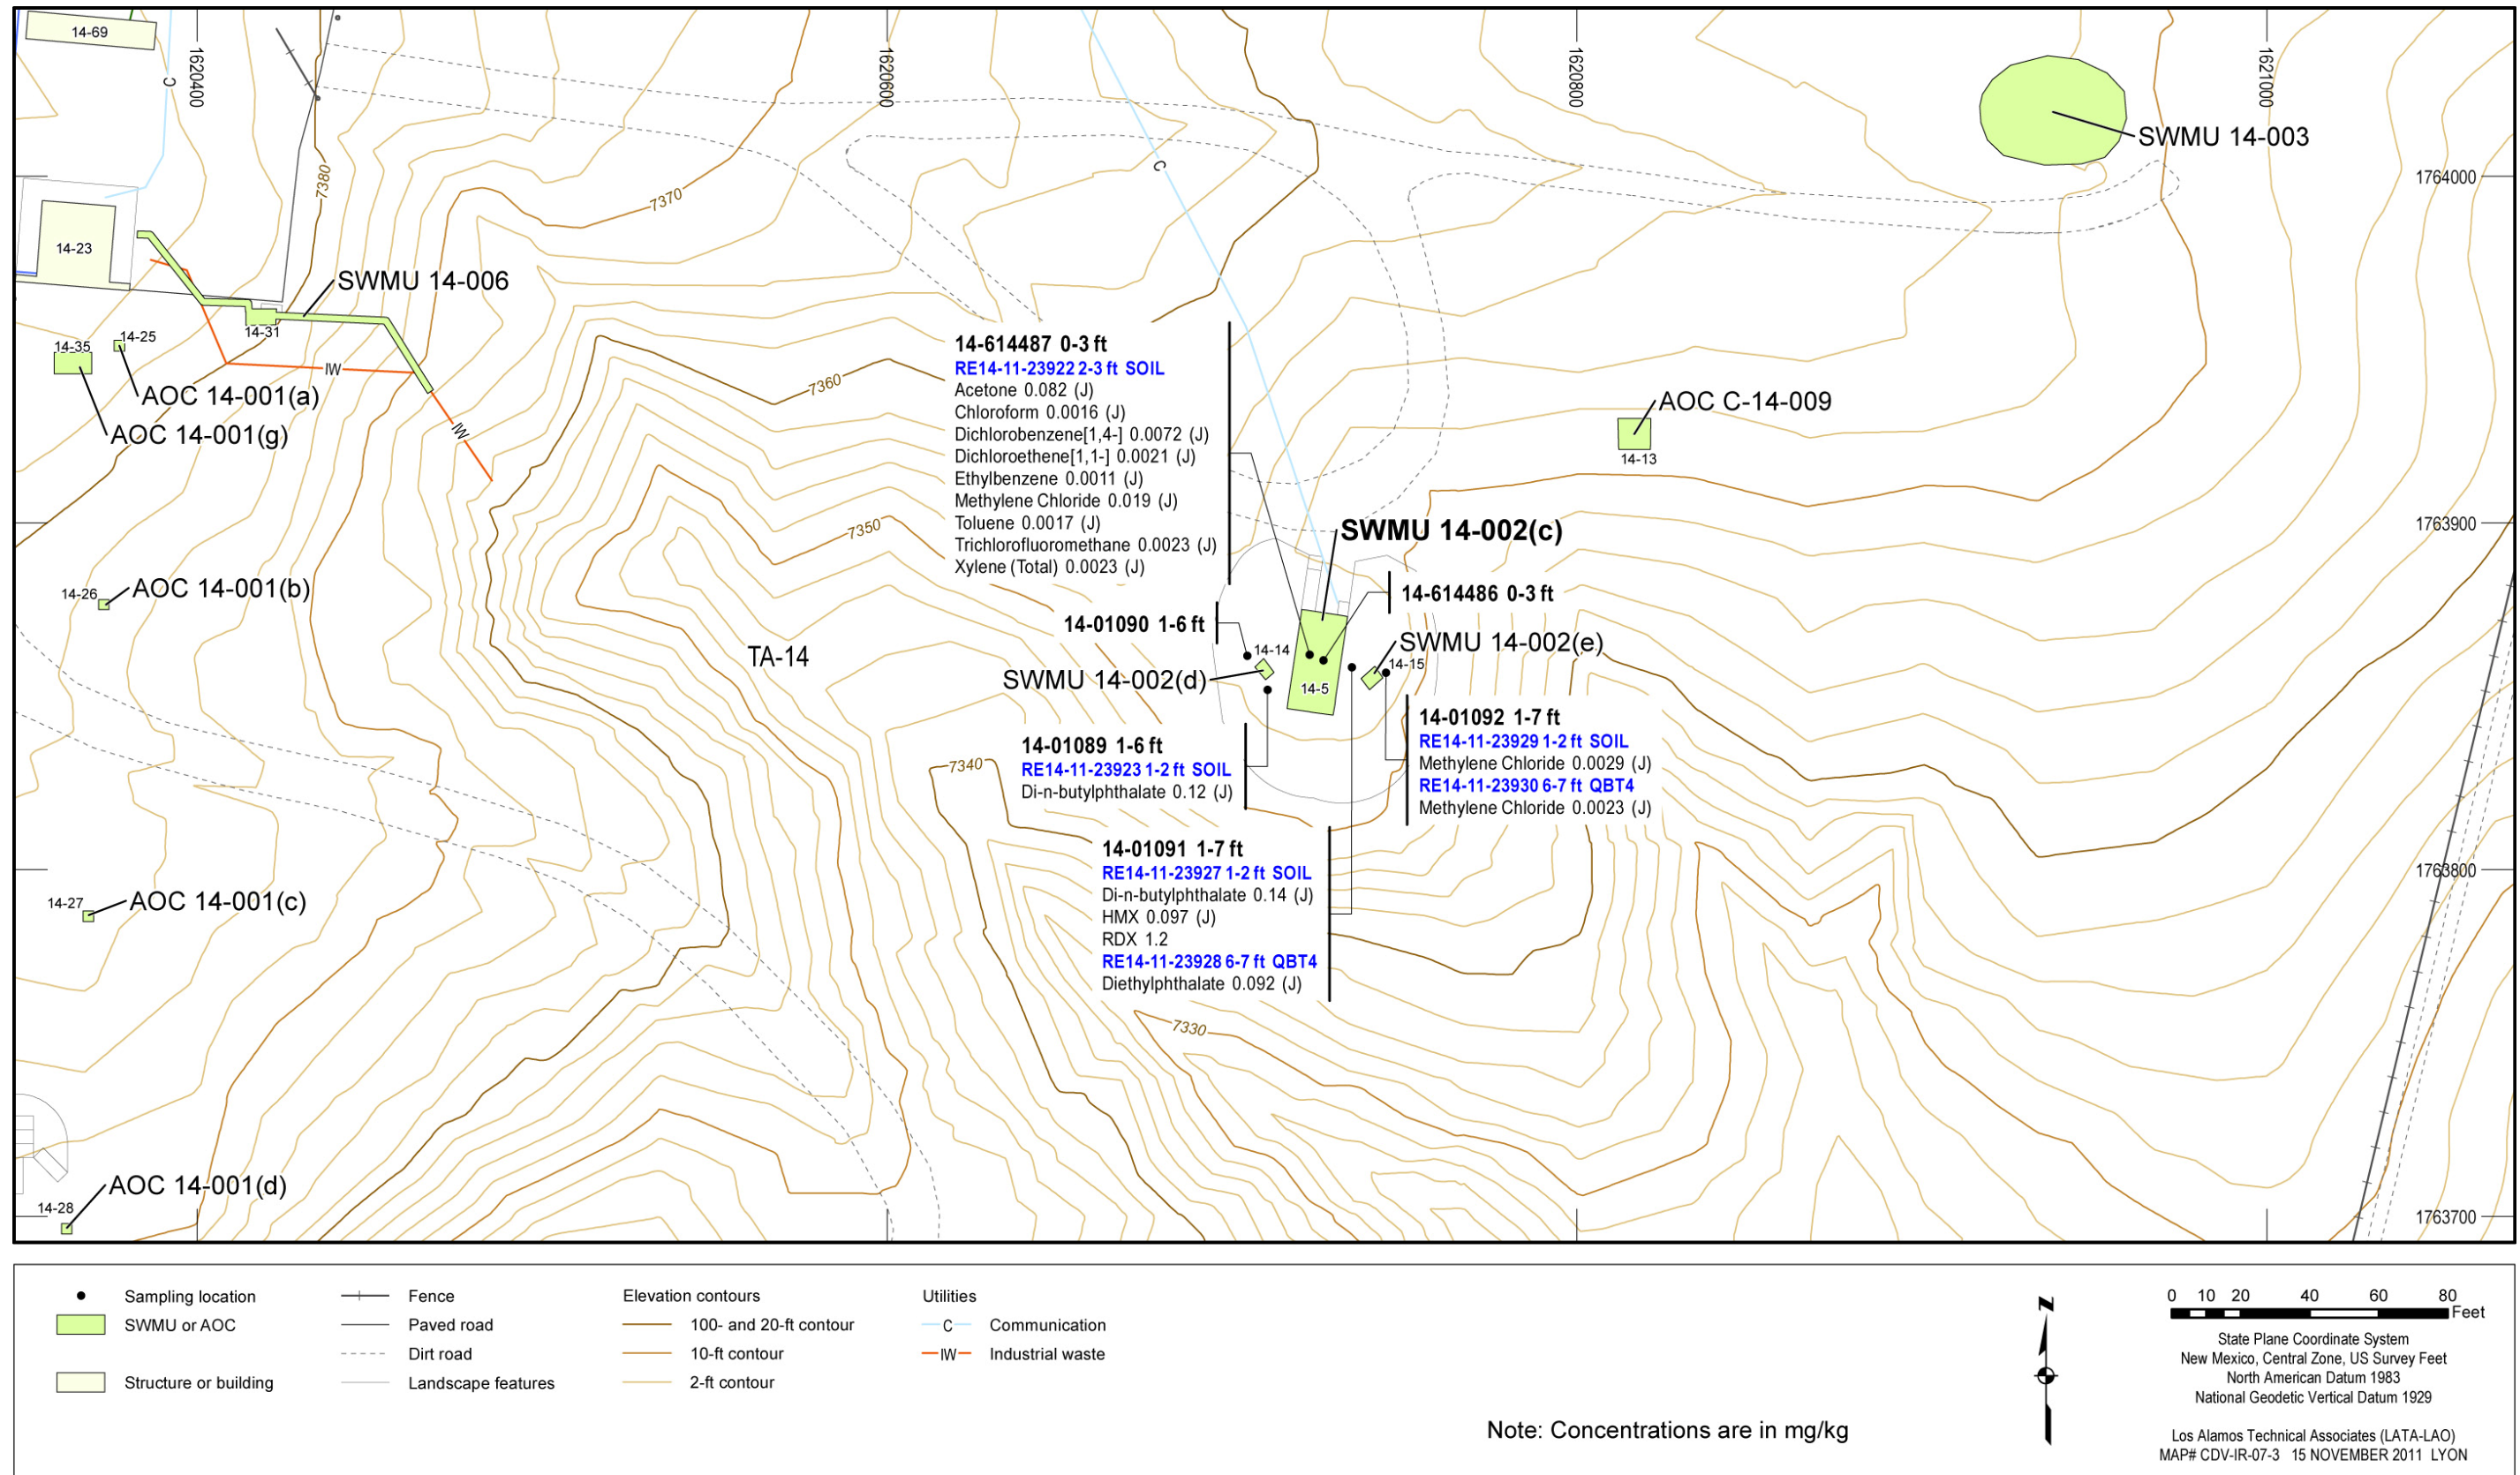 14-69
C
1620400
1620600
1620800
1621000
SWMU 14-003
C
1764000
7380
7370
14-23
SWMU 14-006
14-31
14-35
14-25
IW
AOC 14-001(a)
AOC 14-001(g)
IW
7360
7350
14-614487 0-3 ft
RE14-11-23922 2-3 ft SOIL
Acetone 0.082 (J)
Chloroform 0.0016 (J)
Dichlorobenzene[1,4-] 0.0072 (J)
Dichloroethene[1,1-] 0.0021 (J)
Ethylbenzene 0.0011 (J)
Methylene Chloride 0.019 (J)
Toluene 0.0017 (J)
Trichlorofluoromethane 0.0023 (J)
Xylene (Total) 0.0023 (J)
AOC C-14-009
14-13
1763900
SWMU 14-002(c)
14-614486 0-3 ft
14-01090 1-6 ft
14-14
SWMU 14-002(e)
14-15
SWMU 14-002(d)
14-5
14-26
AOC 14-001(b)
TA-14
14-01092 1-7 ft
RE14-11-23929 1-2 ft SOIL
Methylene Chloride 0.0029 (J)
RE14-11-23930 6-7 ft QBT4
Methylene Chloride 0.0023 (J)
14-01089 1-6 ft
RE14-11-23923 1-2 ft SOIL
Di-n-butylphthalate 0.12 (J)
7340
14-01091 1-7 ft
RE14-11-23927 1-2 ft SOIL
Di-n-butylphthalate 0.14 (J)
HMX 0.097 (J)
RDX 1.2
RE14-11-23928 6-7 ft QBT4
Diethylphthalate 0.092 (J)
1763800
14-27
AOC 14-001(c)
7330
AOC 14-001(d)
14-28
1763700
Sampling location
SWMU or AOC
Structure or building
Fence
Paved road
Dirt road
Landscape features
Elevation contours
100- and 20-ft contour
10-ft contour
2-ft contour
Utilities
C Communication
IW Industrial waste
Note: Concentrations are in mg/kg
N
0 10 20 40 60 80
Feet
State Plane Coordinate System
New Mexico, Central Zone, US Survey Feet
North American Datum 1983
National Geodetic Vertical Datum 1929
Los Alamos Technical Associates (LATA-LAO)
MAP# CDV-IR-07-3 15 NOVEMBER 2011 LYON